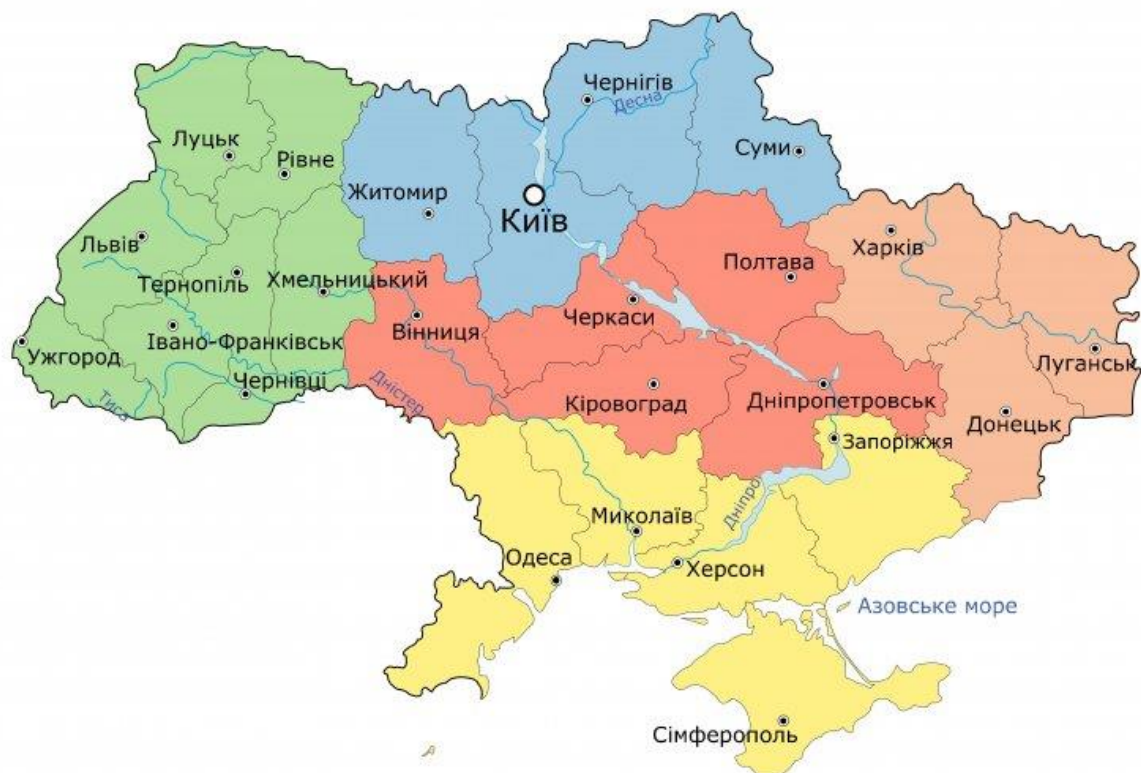 Чернігів
Десна
Луцьк
Суми
Рівне
Житомир
Київ
Львів
Харків
Тернопіль
Хмельницький
Полтава
Черкаси
Вінниця
Івано-Франківськ
Ужгород
Луганськ
Чернівці
Дністер
Тиса
Кіровоград
Дніпропетровськ
Донецьк
Запоріжжя
Дніпро
Миколаїв
Одеса
Херсон
Азовське море
Сімферополь